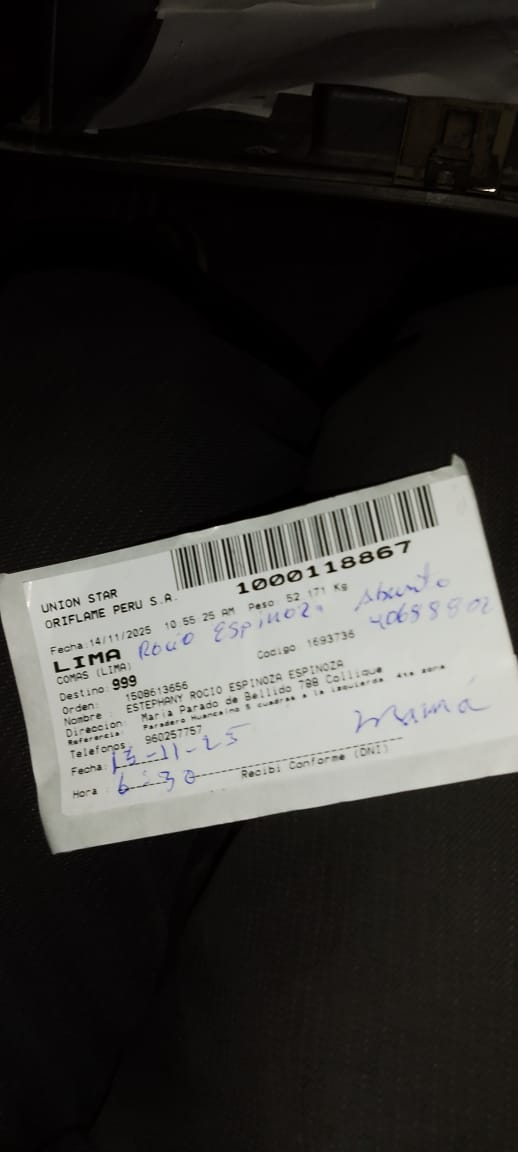 UNION STAR
ORIFLAME PERU S.A.
1000118867
Fecha:14/11/2025 10:55:25 AM Peso 52.171 Kg
LIMA Rocio Espinoza
COMAS (LIMA) Codigo 1693736
Destino: 999
Orden: 1508613656
Nombre: ESTEPHANY ROCIO ESPINOZA ESPINOZA
Direccion: Maria Parado de Bellido 788 Collique 4ta zona
Referencia: Paradero Huancaino 5 cuadras a la izquierda
Telefonos: 960257757
mamá
Fecha: -11-25
Hora: 6:30 Recibi Conforme (DNI)